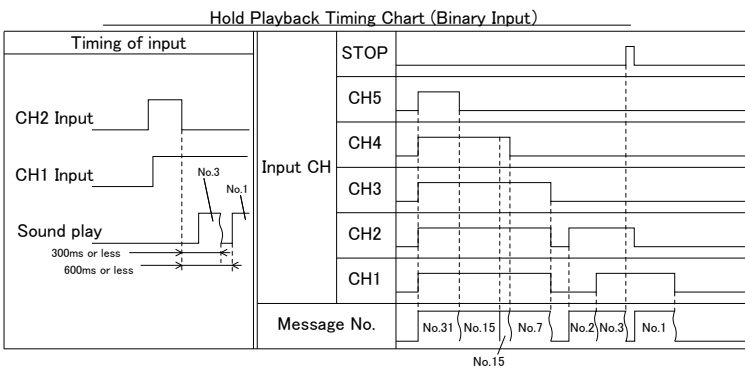 Hold Playback Timing Chart (Binary Input)
Timing of input
CH2 Input
CH1 Input
No.3
No.1
Sound play
300ms or less
600ms or less
Input CH
STOP
CH5
CH4
CH3
CH2
CH1
Message No.
No.31
No.15
No.7
No.2
No.3
No.1
No.15